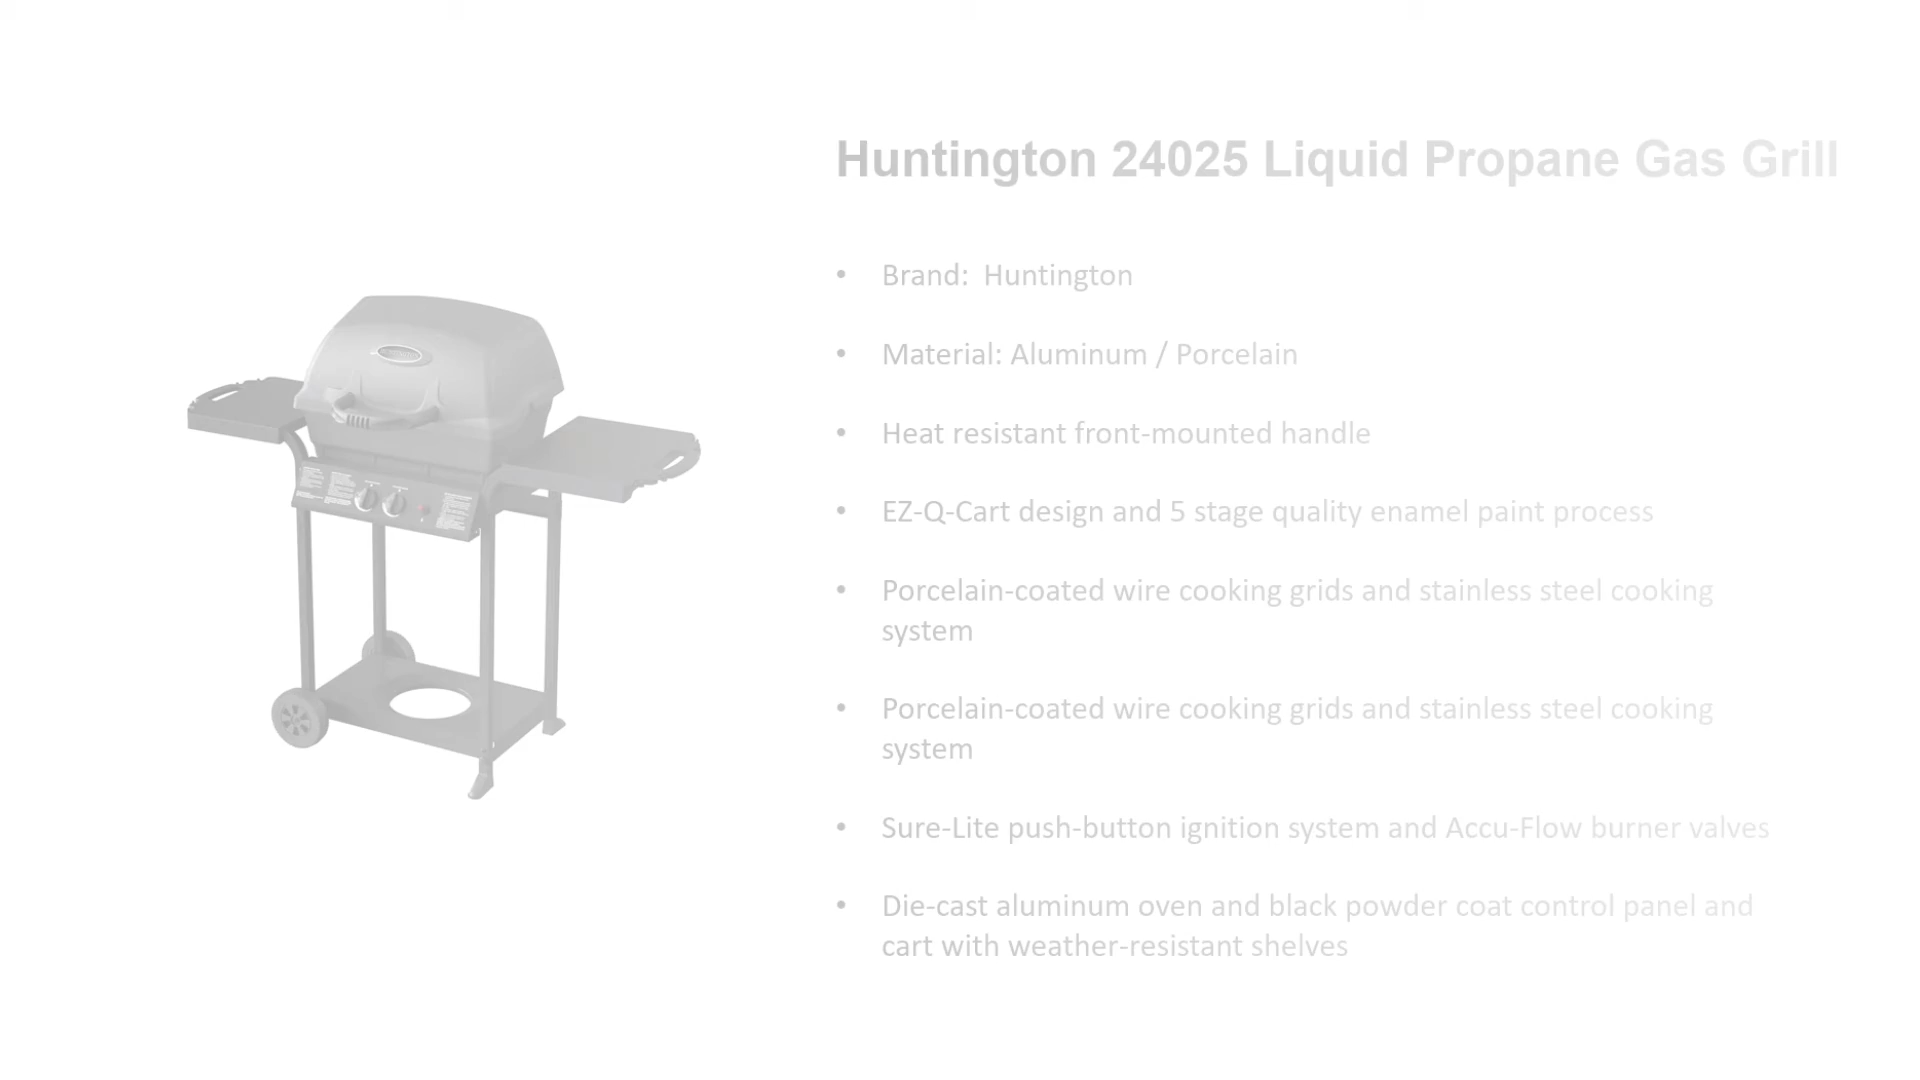 Huntington 24025 Liquid Propane Gas Grill
• Brand:  Huntington
• Material: Aluminum / Porcelain
• Heat resistant front-mounted handle
• EZ-Q-Cart design and 5 stage quality enamel paint process
• Porcelain-coated wire cooking grids and stainless steel cooking
system
• Porcelain-coated wire cooking grids and stainless steel cooking
system
• Sure-Lite push-button ignition system and Accu-Flow burner valves
• Die-cast aluminum oven and black powder coat control panel and
cart with weather-resistant shelves